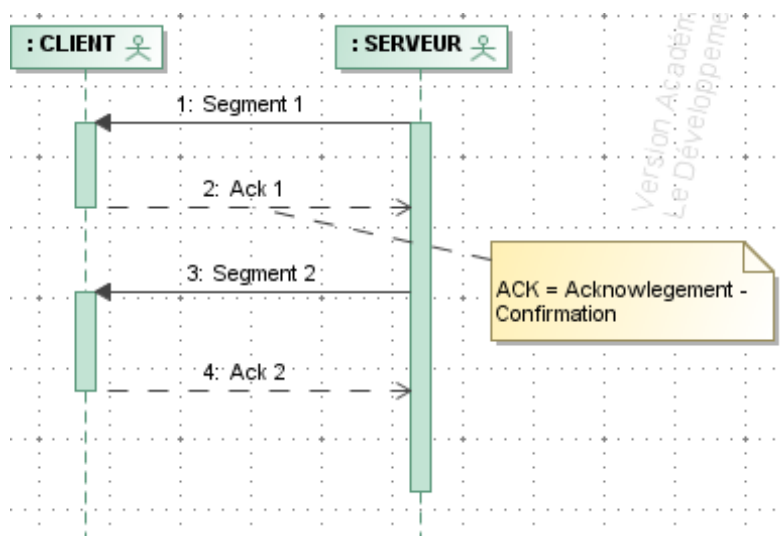 : CLIENT
: SERVEUR
Version Académ
Le Développeme
1: Segment 1
2: Ack 1
3: Segment 2
ACK = Acknowlegement -
Confirmation
4: Ack 2